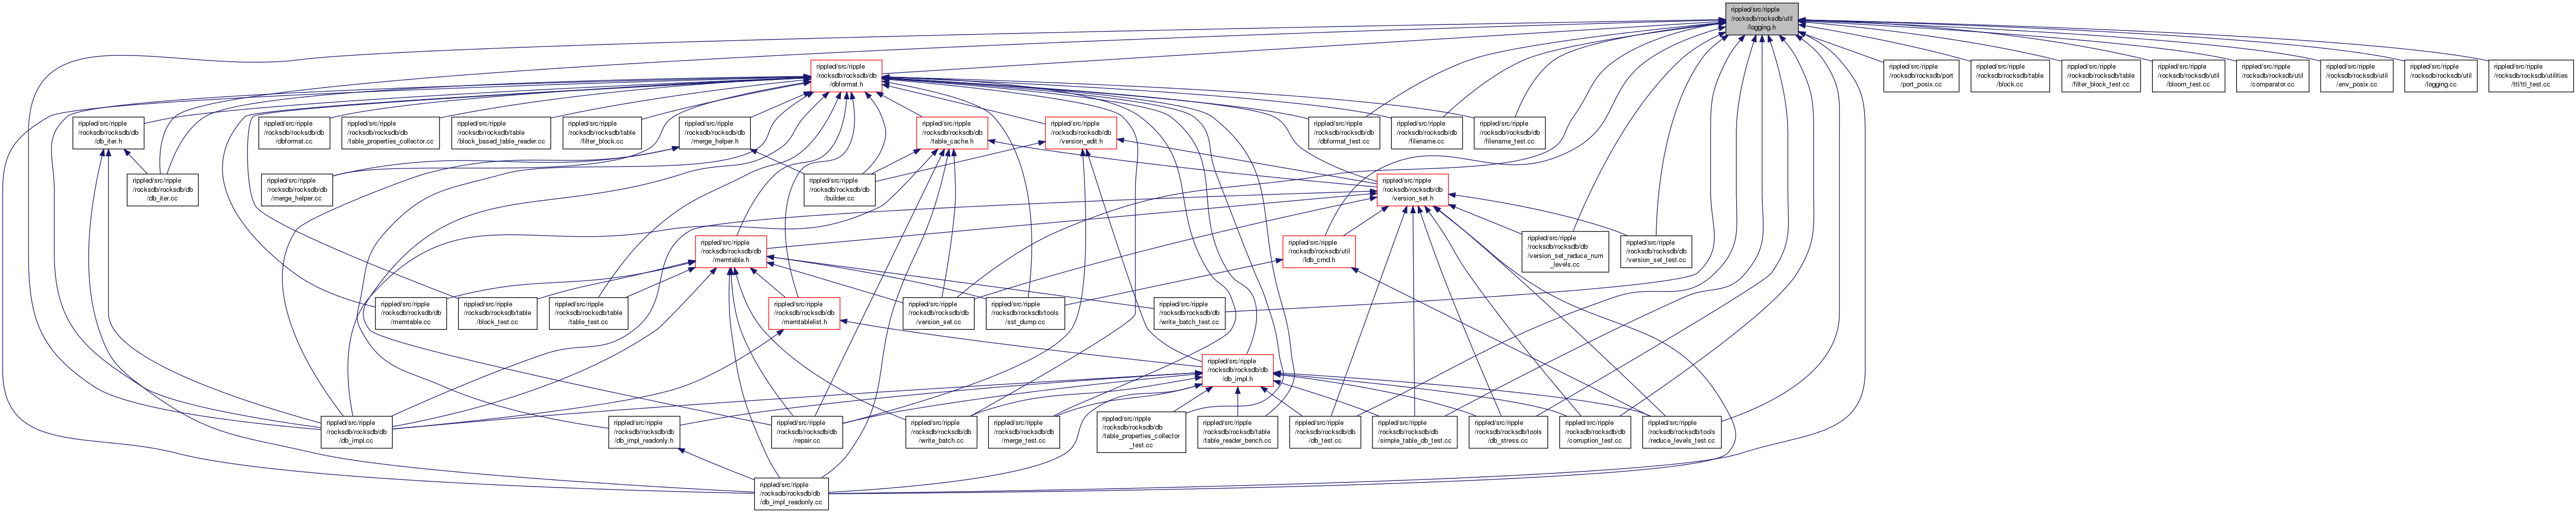 rippled/src/ripple
/rocksdb/rocksdb/util
/logging.h
rippled/src/ripple
/rocksdb/rocksdb/db
/dbformat.h
rippled/src/ripple
/rocksdb/rocksdb/port
/port_posix.cc
rippled/src/ripple
/rocksdb/rocksdb/table
/block.cc
rippled/src/ripple
/rocksdb/rocksdb/table
/filter_block_test.cc
rippled/src/ripple
/rocksdb/rocksdb/util
/bloom_test.cc
rippled/src/ripple
/rocksdb/rocksdb/util
/comparator.cc
rippled/src/ripple
/rocksdb/rocksdb/util
/env_posix.cc
rippled/src/ripple
/rocksdb/rocksdb/util
/logging.cc
rippled/src/ripple
/rocksdb/rocksdb/utilities
/ttl/ttl_test.cc
rippled/src/ripple
/rocksdb/rocksdb/db
/db_iter.h
rippled/src/ripple
/rocksdb/rocksdb/db
/dbformat.cc
rippled/src/ripple
/rocksdb/rocksdb/db
/table_properties_collector.cc
rippled/src/ripple
/rocksdb/rocksdb/table
/block_based_table_reader.cc
rippled/src/ripple
/rocksdb/rocksdb/table
/filter_block.cc
rippled/src/ripple
/rocksdb/rocksdb/db
/merge_helper.h
rippled/src/ripple
/rocksdb/rocksdb/db
/table_cache.h
rippled/src/ripple
/rocksdb/rocksdb/db
/version_edit.h
rippled/src/ripple
/rocksdb/rocksdb/db
/dbformat_test.cc
rippled/src/ripple
/rocksdb/rocksdb/db
/filename.cc
rippled/src/ripple
/rocksdb/rocksdb/db
/filename_test.cc
rippled/src/ripple
/rocksdb/rocksdb/db
/db_iter.cc
rippled/src/ripple
/rocksdb/rocksdb/db
/merge_helper.cc
rippled/src/ripple
/rocksdb/rocksdb/db
/builder.cc
rippled/src/ripple
/rocksdb/rocksdb/db
/version_set.h
rippled/src/ripple
/rocksdb/rocksdb/db
/memtable.h
rippled/src/ripple
/rocksdb/rocksdb/util
/ldb_cmd.h
rippled/src/ripple
/rocksdb/rocksdb/db
/version_set_reduce_num
_levels.cc
rippled/src/ripple
/rocksdb/rocksdb/db
/version_set_test.cc
rippled/src/ripple
/rocksdb/rocksdb/db
/memtable.cc
rippled/src/ripple
/rocksdb/rocksdb/table
/block_test.cc
rippled/src/ripple
/rocksdb/rocksdb/table
/table_test.cc
rippled/src/ripple
/rocksdb/rocksdb/db
/memtablelist.h
rippled/src/ripple
/rocksdb/rocksdb/db
/version_set.cc
rippled/src/ripple
/rocksdb/rocksdb/tools
/sst_dump.cc
rippled/src/ripple
/rocksdb/rocksdb/db
/write_batch_test.cc
rippled/src/ripple
/rocksdb/rocksdb/db
/db_impl.h
rippled/src/ripple
/rocksdb/rocksdb/db
/db_impl.cc
rippled/src/ripple
/rocksdb/rocksdb/db
/db_impl_readonly.h
rippled/src/ripple
/rocksdb/rocksdb/db
/repair.cc
rippled/src/ripple
/rocksdb/rocksdb/db
/write_batch.cc
rippled/src/ripple
/rocksdb/rocksdb/db
/merge_test.cc
rippled/src/ripple
/rocksdb/rocksdb/db
/table_properties_collector
_test.cc
rippled/src/ripple
/rocksdb/rocksdb/table
/table_reader_bench.cc
rippled/src/ripple
/rocksdb/rocksdb/db
/db_test.cc
rippled/src/ripple
/rocksdb/rocksdb/db
/simple_table_db_test.cc
rippled/src/ripple
/rocksdb/rocksdb/tools
/db_stress.cc
rippled/src/ripple
/rocksdb/rocksdb/db
/corruption_test.cc
rippled/src/ripple
/rocksdb/rocksdb/tools
/reduce_levels_test.cc
rippled/src/ripple
/rocksdb/rocksdb/db
/db_impl_readonly.cc